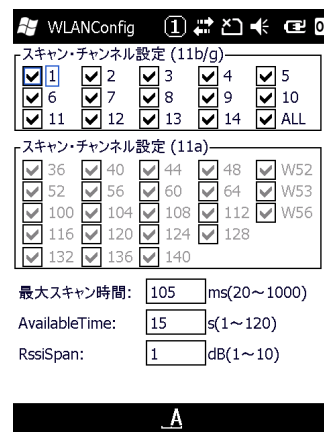 WLANConfig 1 0
スキャン・チャンネル設定 (11b/g)
1 2 3 4 5
6 7 8 9 10
11 12 13 14 ALL
スキャン・チャンネル設定 (11a)
36 40 44 48 W52
52 56 60 64 W53
100 104 108 112 W56
116 120 124 128
132 136 140
最大スキャン時間: 105 ms(20～1000)
AvailableTime: 15 s(1～120)
RssiSpan: 1 dB(1～10)
A